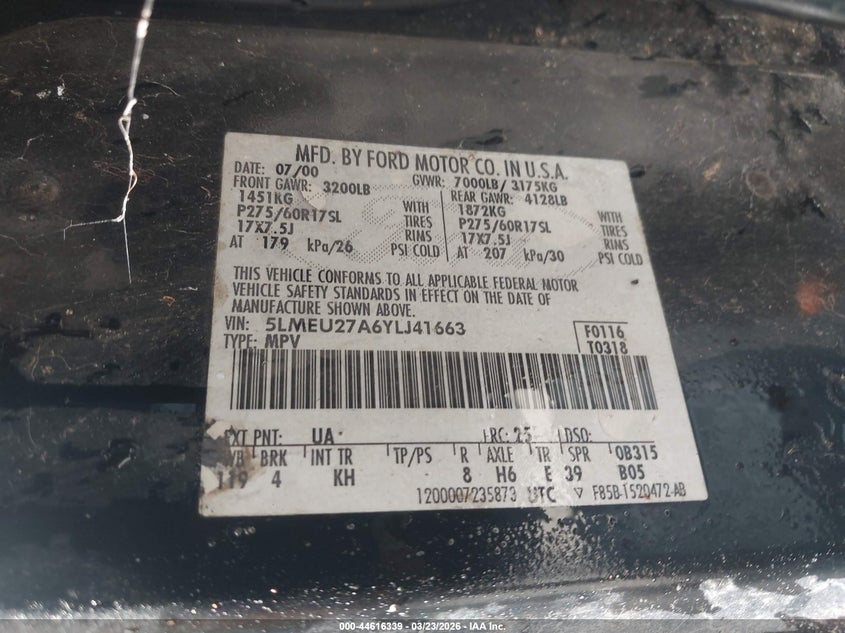 MFD. BY FORD MOTOR CO. IN U.S.A.
DATE: 07/00 GVWR: 7000LB/ 3175KG
FRONT GAWR: 3200LB REAR GAWR: 4128LB
1451KG WITH 1872KG WITH
P275/60R17SL TIRES P275/60R17SL TIRES
17X7.5J RIMS 17X7.5J RIMS
AT 179 kPa/26 PSI COLD AT 207 kPa/30 PSI COLD
THIS VEHICLE CONFORMS TO ALL APPLICABLE FEDERAL MOTOR
VEHICLE SAFETY STANDARDS IN EFFECT ON THE DATE OF
MANUFACTURE SHOWN ABOVE.
VIN: 5LMEU27A6YLJ41663 F0116
TYPE: MPV T0318
EXT PNT: UA RC: 25 DSO:
WB BRK INT TR TP/PS R AXLE TR SPR 0B315
119 4 KH 8 H6 E 39 B05
1200007235873 UTC ▽ F85B-1520472-AB
000-44616339 - 03/23/2026 - IAA Inc.